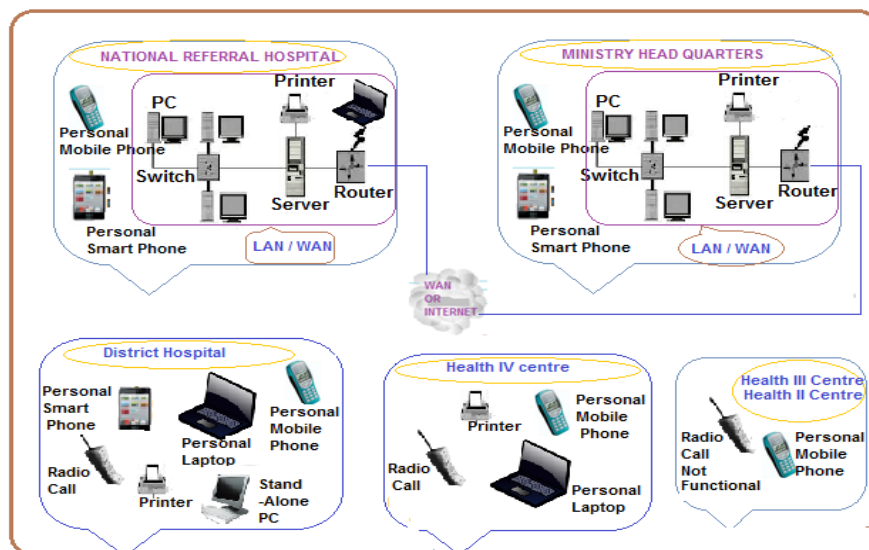 NATIONAL REFERRAL HOSPITAL
Printer
PC
Personal
Mobile Phone
Switch
Server
Router
Personal
Smart Phone
LAN / WAN
MINISTRY HEAD QUARTERS
Printer
PC
Personal
Mobile Phone
Switch
Server
Router
Personal
Smart Phone
LAN / WAN
WAN
OR
INTERNET
District Hospital
Personal
Smart
Phone
Personal
Laptop
Personal
Mobile
Phone
Radio
Call
Printer
Stand
-Alone
PC
Health IV centre
Printer
Personal
Mobile
Phone
Radio
Call
Personal
Laptop
Health III Centre
Health II Centre
Radio
Call
Not
Functional
Personal
Mobile
Phone